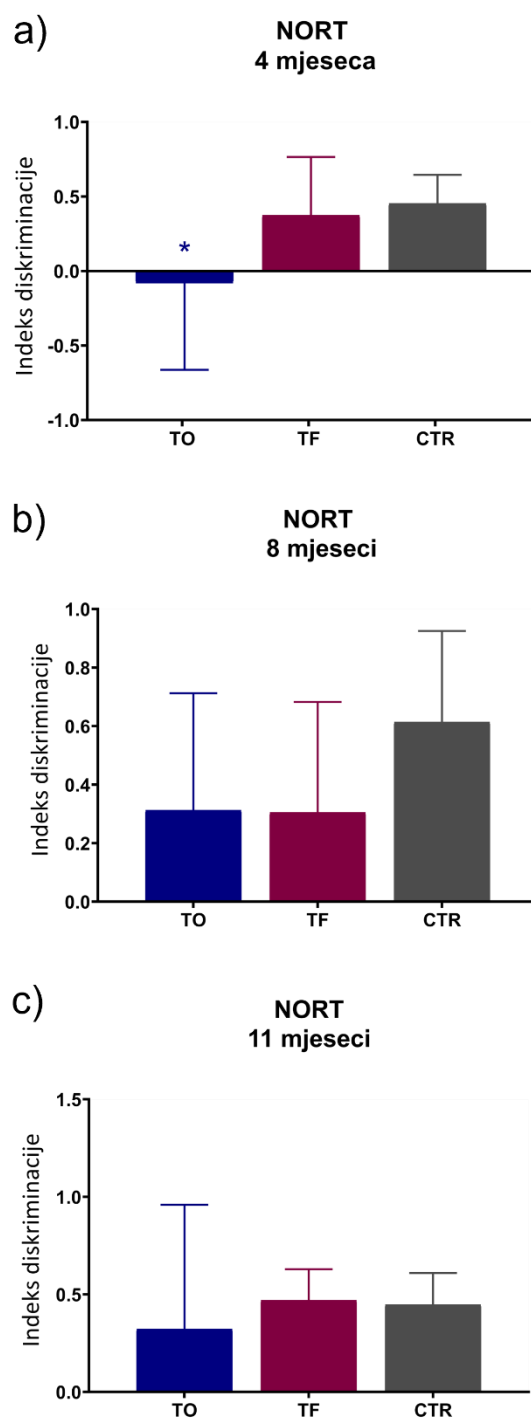 a)
NORT
4 mjeseca
Indeks diskriminacije
1.0
0.5
0.0
-0.5
-1.0
*
TO TF CTR
b)
NORT
8 mjeseci
Indeks diskriminacije
1.0
0.8
0.6
0.4
0.2
0.0
TO TF CTR
c)
NORT
11 mjeseci
Indeks diskriminacije
1.5
1.0
0.5
0.0
TO TF CTR